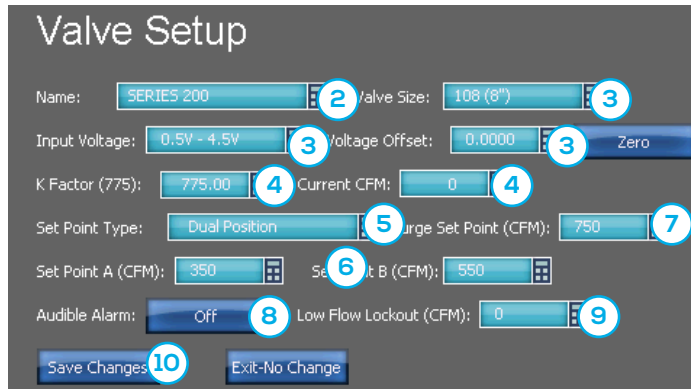 Valve Setup
Name: SERIES 200 2 Valve Size: 108 (8") 3
Input Voltage: 0.5V - 4.5V 3 Voltage Offset: 0.0000 3 Zero
K Factor (775): 775.00 4 Current CFM: 0 4
Set Point Type: Dual Position 5 urge Set Point (CFM): 750 7
Set Point A (CFM): 350 6 B (CFM): 550
Audible Alarm: Off 8 Low Flow Lockout (CFM): 0 9
Save Changes 10 Exit-No Change